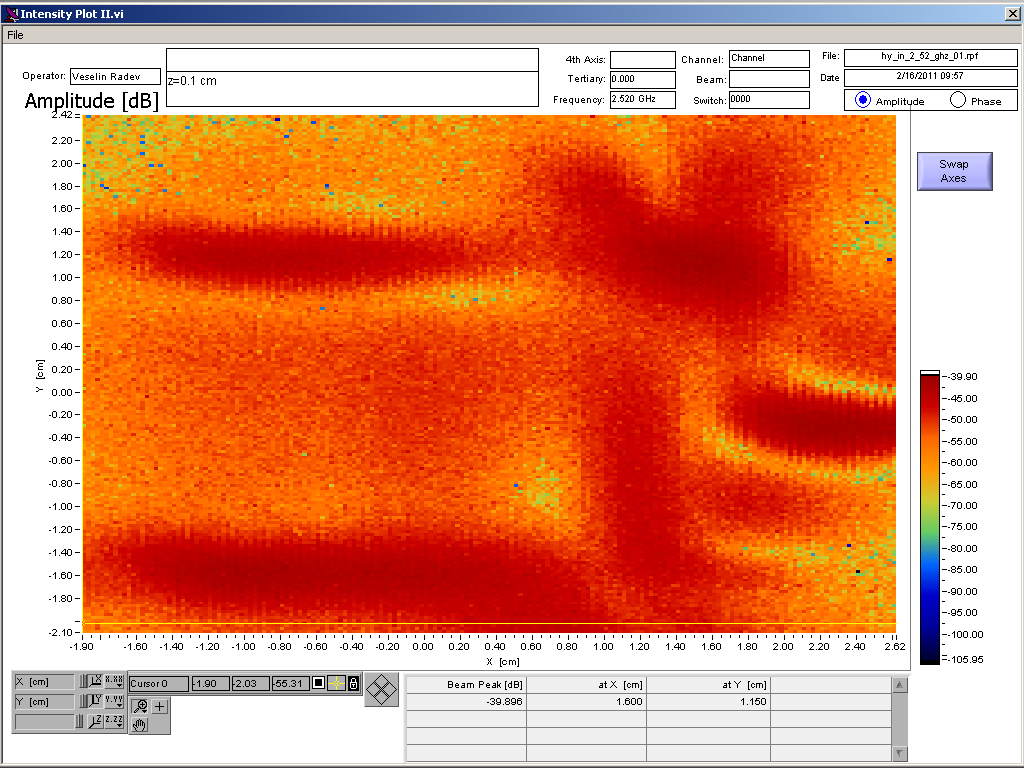 Intensity Plot II.vi
File
Operator: Veselin Radev
z=0.1 cm
4th Axis:
Tertiary: 0.000
Frequency: 2.520 GHz
Channel: Channel
Beam:
Switch: 0000
File: hy_in_2_52_ghz_01.rpf
Date 2/16/2011 09:57
Amplitude Phase
Amplitude [dB]
Swap
Axes
2.42
2.20
2.00
1.80
1.60
1.40
1.20
1.00
0.80
0.60
0.40
0.20
0.00
-0.20
-0.40
-0.60
-0.80
-1.00
-1.20
-1.40
-1.60
-1.80
-2.10
Y [cm]
-1.90 -1.60 -1.40 -1.20 -1.00 -0.80 -0.60 -0.40 -0.20 0.00 0.20 0.40 0.60 0.80 1.00 1.20 1.40 1.60 1.80 2.00 2.20 2.40 2.62
X [cm]
-39.90
-45.00
-50.00
-55.00
-60.00
-65.00
-70.00
-75.00
-80.00
-85.00
-90.00
-95.00
-100.00
-105.95
X [cm] X.XX
Y [cm] Y.YY
Z Z.ZZ
Cursor 0 -1.90 -2.03 -55.31
Beam Peak [dB] at X [cm] at Y [cm]
-39.896 1.600 1.150